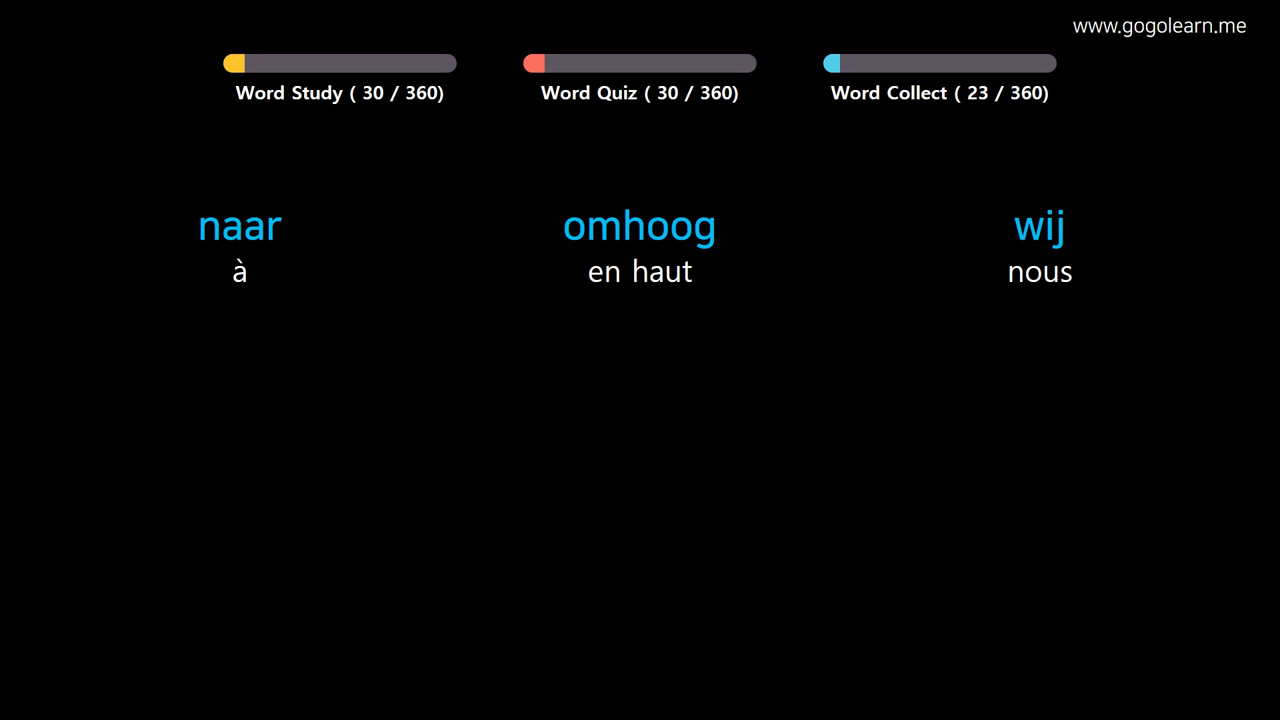 www.gogolearn.me
Word Study ( 30 / 360)
Word Quiz ( 30 / 360)
Word Collect ( 23 / 360)
naar
à
omhoog
en haut
wij
nous